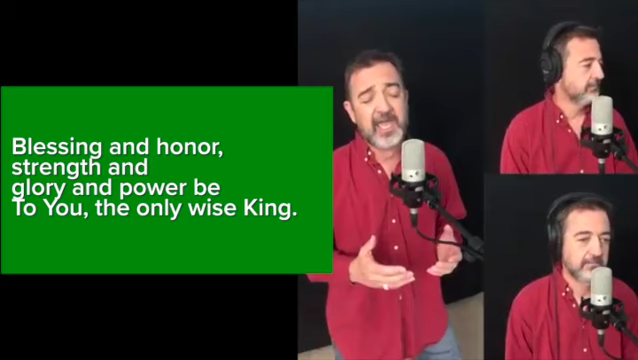 Blessing and honor,
strength and
glory and power be
To You, the only wise King.